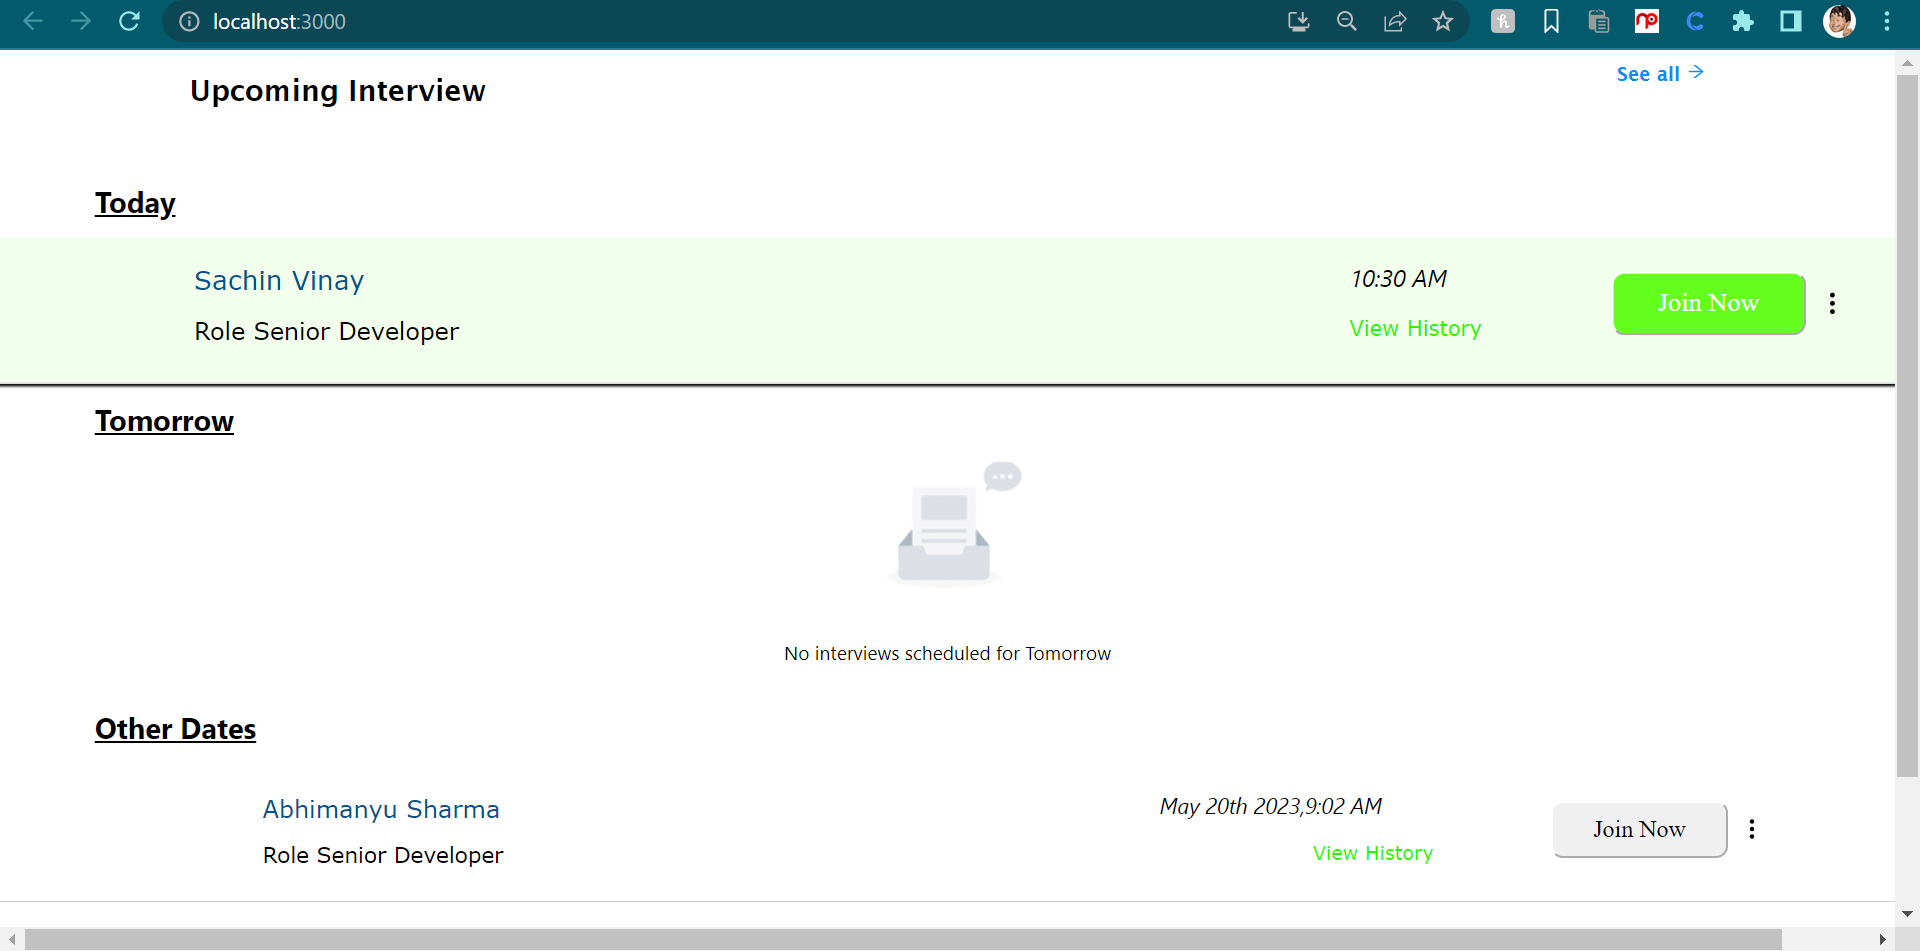 localhost:3000
Upcoming Interview
See all
Today
Sachin Vinay
10:30 AM
Join Now
Role Senior Developer
View History
Tomorrow
No interviews scheduled for Tomorrow
Other Dates
Abhimanyu Sharma
May 20th 2023,9:02 AM
Join Now
Role Senior Developer
View History